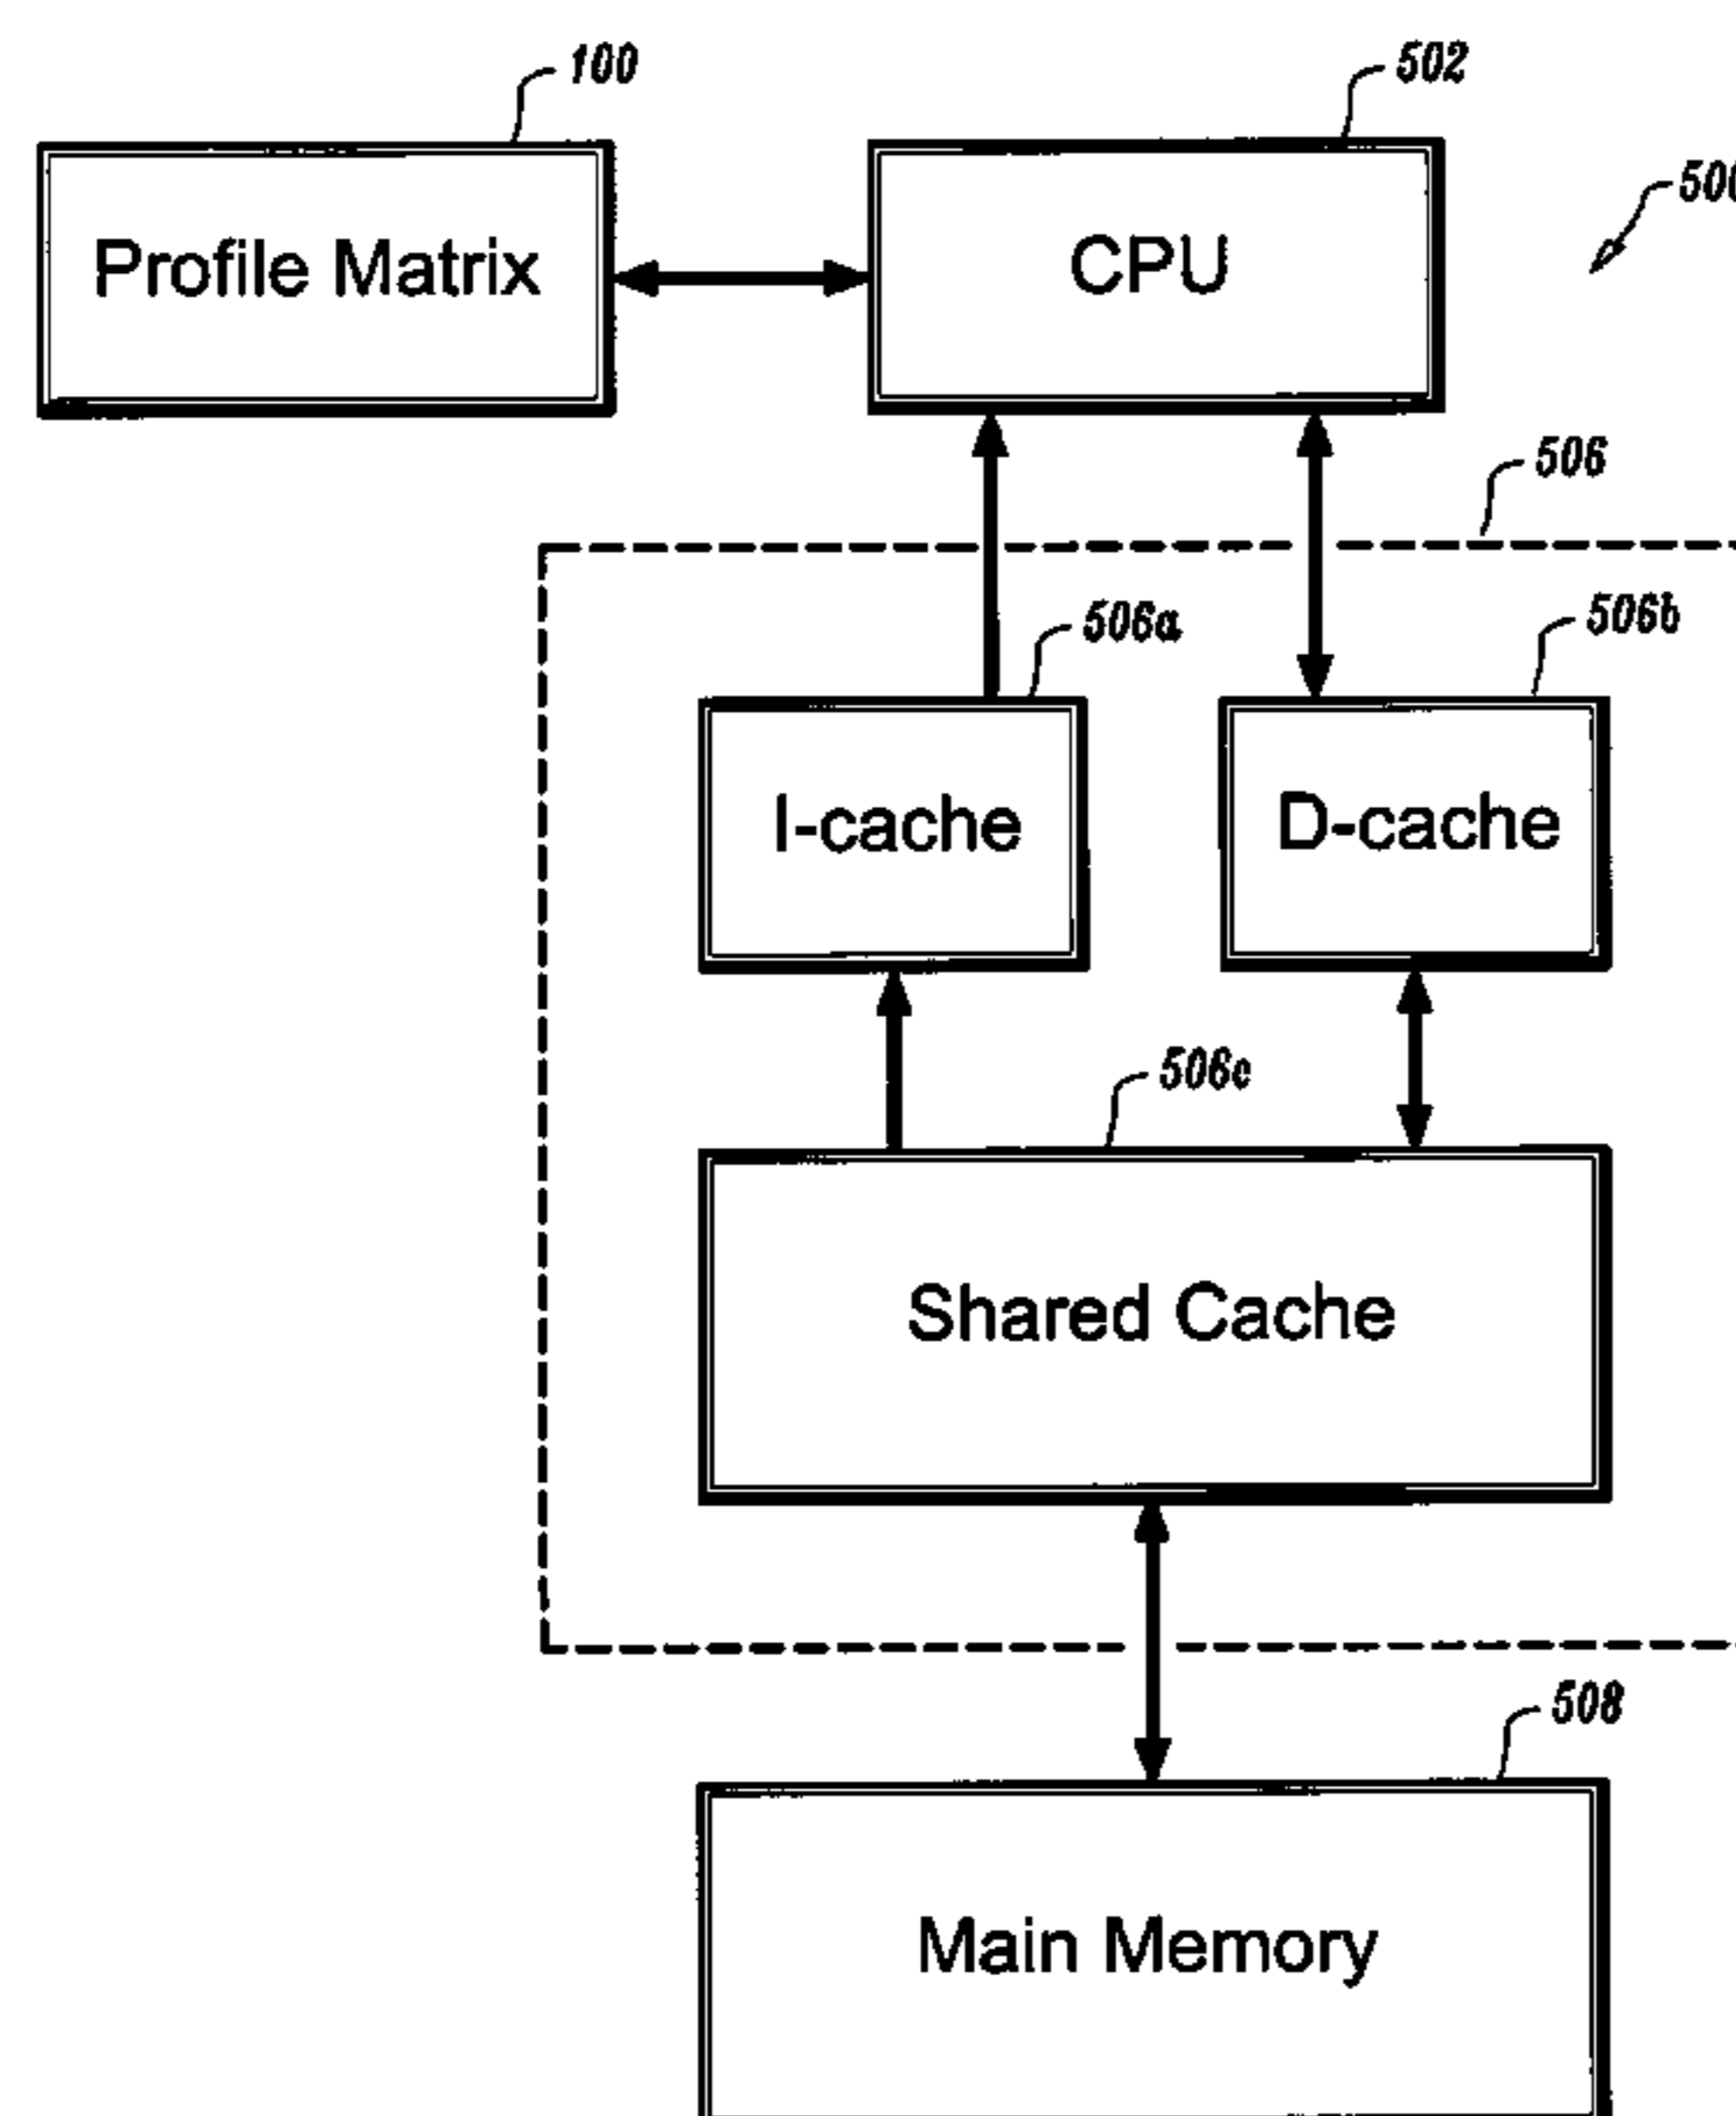 100
502
Profile Matrix
CPU
506
506a
506b
I-cache
D-cache
506c
Shared Cache
508
Main Memory